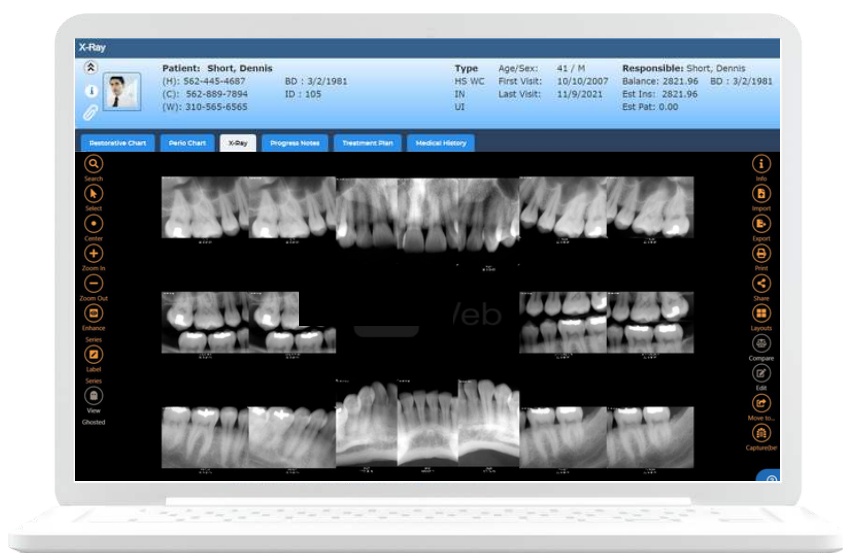 X-Ray
Patient: Short, Dennis
(H): 562-445-4687 BD : 3/2/1981
(C): 562-889-7894 ID : 105
(W): 310-565-6565
Type Age/Sex: 41 / M
HS WC First Visit: 10/10/2007
IN Last Visit: 11/9/2021
UI
Responsible: Short, Dennis
Balance: 2821.96 BD : 3/2/1981
Est Ins: 2821.96
Est Pat: 0.00
Restorative Chart Perio Chart X-Ray Progress Notes Treatment Plan Medical History
Search
Select
Center
Zoom In
Zoom Out
Enhance
Series
Label
Series
View
Ghosted
eb
Info
Import
Export
Print
Share
Layouts
Compare
Edit
Move to...